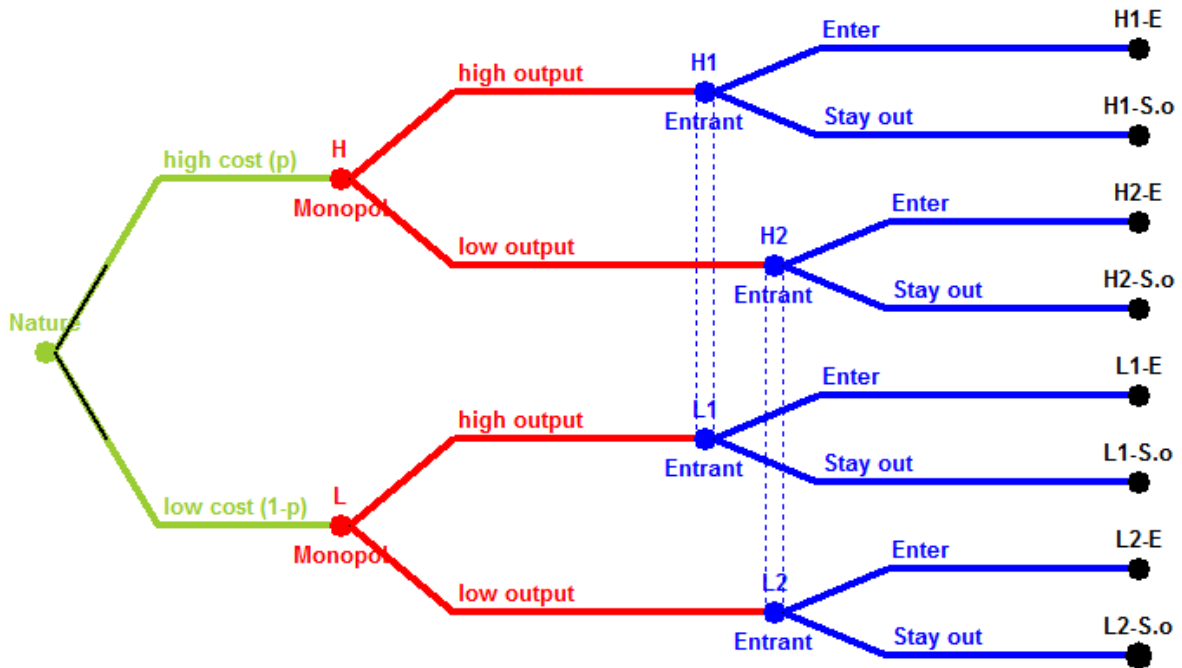 H1-E
Enter
H1
high output
H1-S.o
Stay out
Entrant
H
high cost (p)
H2-E
Enter
Monopol
H2
low output
H2-S.o
Stay out
Entrant
Nature
L1-E
Enter
L1
high output
L1-S.o
Stay out
Entrant
L
low cost (1-p)
L2-E
Enter
Monopol
L2
low output
L2-S.o
Stay out
Entrant